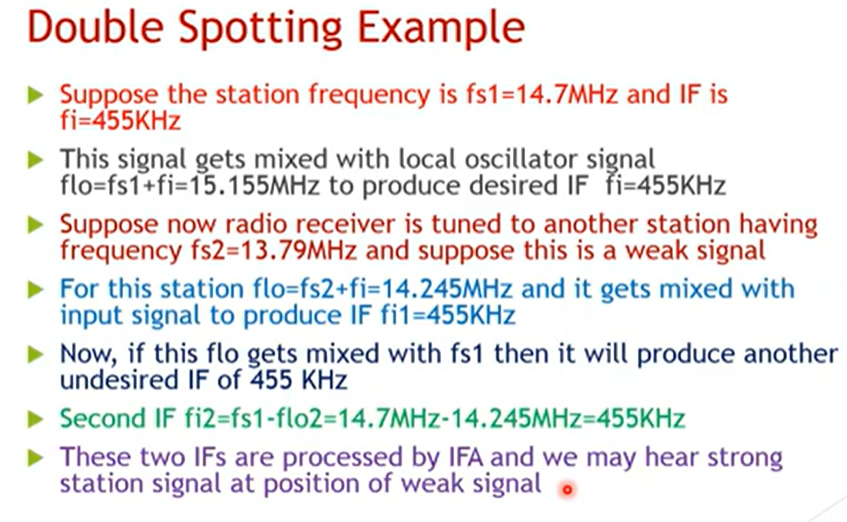 Double Spotting Example
Suppose the station frequency is fs1=14.7MHz and IF is
fi=455KHz
This signal gets mixed with local oscillator signal
flo=fs1+fi=15.155MHz to produce desired IF fi=455KHz
Suppose now radio receiver is tuned to another station having
frequency fs2=13.79MHz and suppose this is a weak signal
For this station flo=fs2+fi=14.245MHz and it gets mixed with
input signal to produce IF fi1=455KHz
Now, if this flo gets mixed with fs1 then it will produce another
undesired IF of 455 KHz
Second IF fi2=fs1-flo2=14.7MHz-14.245MHz=455KHz
These two IFs are processed by IFA and we may hear strong
station signal at position of weak signal